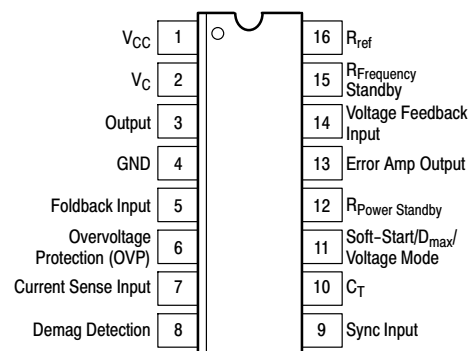 V_CC 1
V_C 2
Output 3
GND 4
Foldback Input 5
Overvoltage
Protection (OVP) 6
Current Sense Input 7
Demag Detection 8
16 R_ref
15 R_Frequency
Standby
14 Voltage Feedback
Input
13 Error Amp Output
12 R_Power Standby
11 Soft-Start/D_max/
Voltage Mode
10 C_T
9 Sync Input